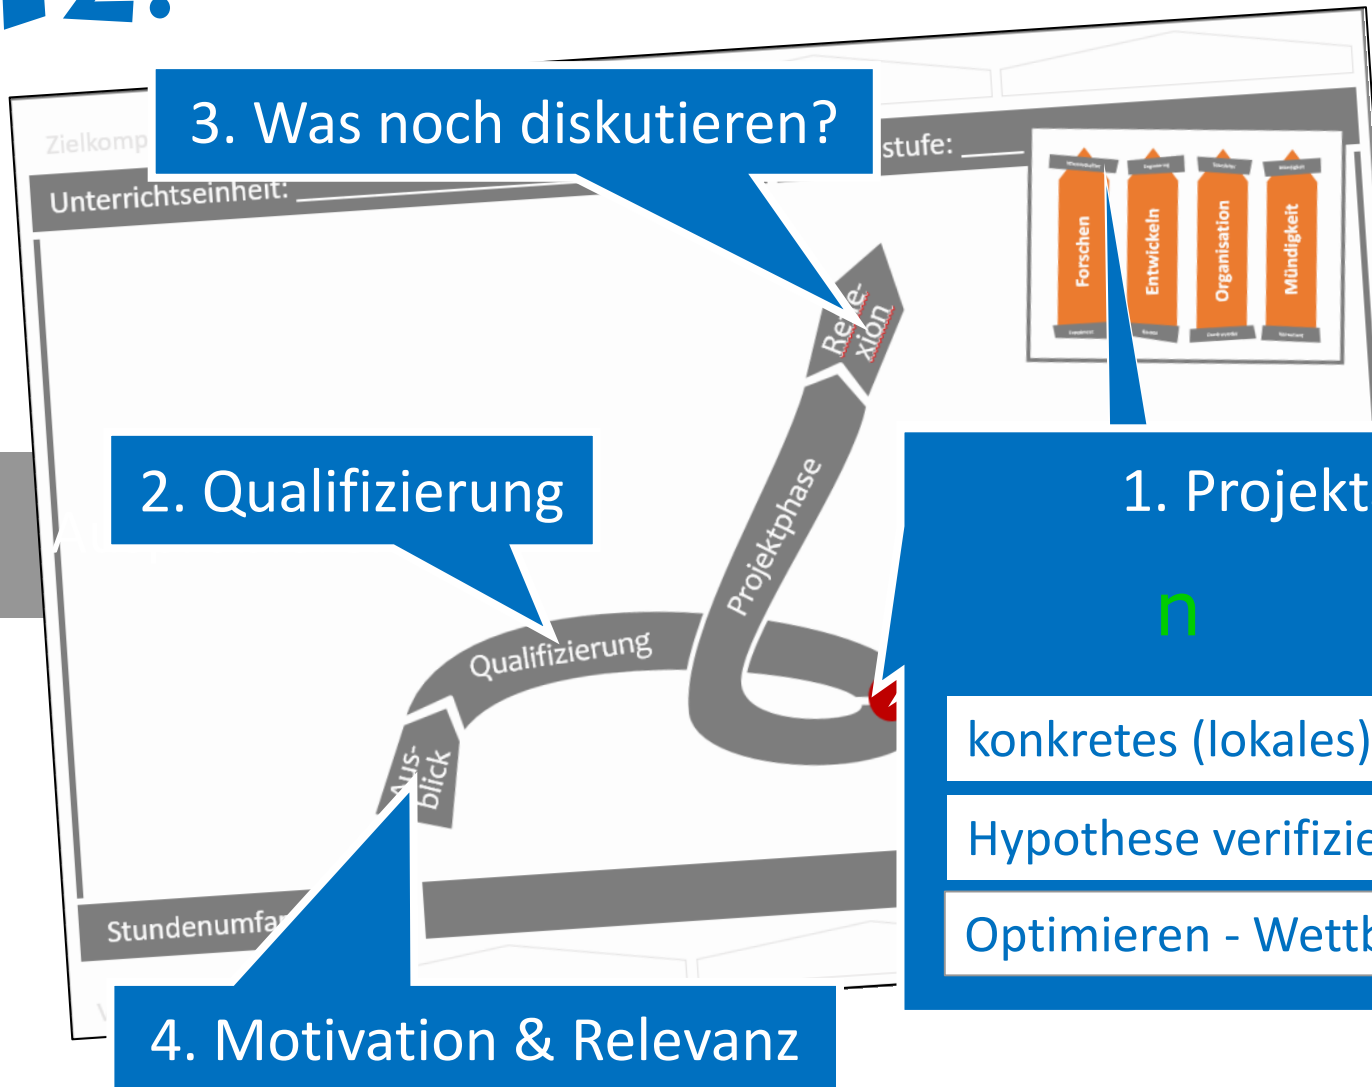 3. Was noch diskutieren?
Zielkomp
stufe:
Unterrichtseinheit:
Forschen
Entwickeln
Organisation
Mündigkeit
xion
2. Qualifizierung
Projektphase
1. Projekt
n
Qualifizierung
konkretes (lokales)
Aus-
blick
Hypothese verifizie
Stundenumfa
Optimieren - Wettb
4. Motivation & Relevanz